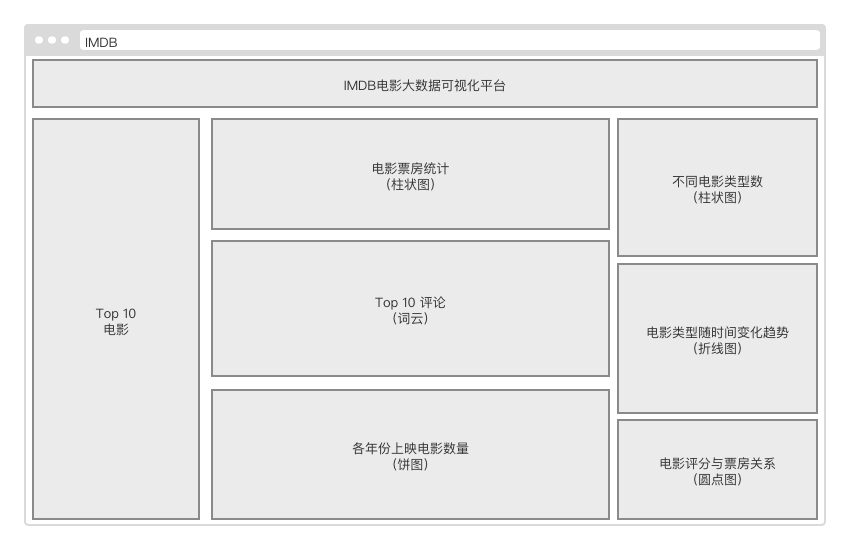 IMDB
IMDB电影大数据可视化平台
Top 10
电影
电影票房统计
(柱状图)
Top 10 评论
(词云)
各年份上映电影数量
(饼图)
不同电影类型数
(柱状图)
电影类型随时间变化趋势
(折线图)
电影评分与票房关系
(圆点图)